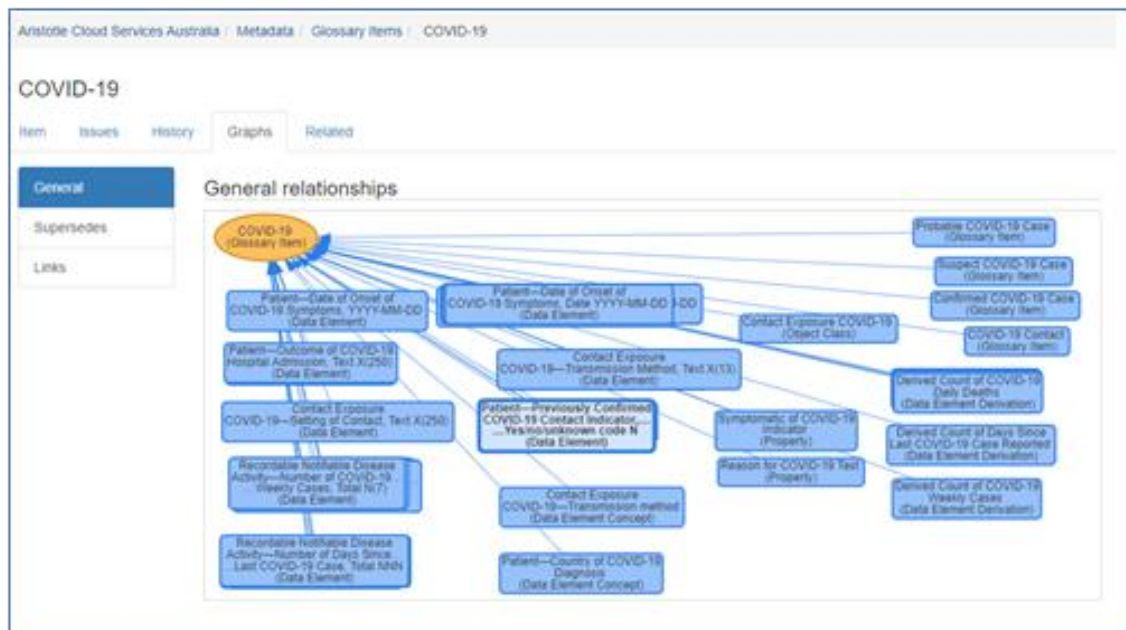 Aristotle Cloud Services Australia / Metadata / Glossary Items / COVID-19
COVID-19
Item Issues History Graphs Related
General
Supersedes
Links
General relationships
COVID-19
(Glossary Item)
Probable COVID-19 Case
(Glossary Item)
Suspect COVID-19 Case
(Glossary Item)
Confirmed COVID-19 Case
(Glossary Item)
COVID-19 Contact
(Glossary Item)
Patient—Date of Onset of
COVID-19 Symptoms, YYYY-MM-DD
(Data Element)
Patient—Date of Onset of
COVID-19 Symptoms, Date YYYY-MM-DD
(Data Element)
-DD
Contact Exposure COVID-19
(Object Class)
Patient—Outcome of COVID-19
Hospital Admission, Text X(250)
(Data Element)
Contact Exposure
COVID-19—Transmission Method, Text X(13)
(Data Element)
Derived Count of COVID-19
Daily Deaths
(Data Element Derivation)
Contact Exposure
COVID-19—Setting of Contact, Text X(250)
(Data Element)
Patient—Previously Confirmed
COVID-19 Contact Indicator,...
...Yes/no/unknown code N
(Data Element)
Symptomatic of COVID-19
Indicator
(Property)
Derived Count of Days Since
Last COVID-19 Case Reported
(Data Element Derivation)
Recordable Notifiable Disease
Activity—Number of COVID-19...
...Weekly Cases, Total N(7)
(Data Element)
Reason for COVID-19 Test
(Property)
Derived Count of COVID-19
Weekly Cases
(Data Element Derivation)
Contact Exposure
COVID-19—Transmission method
(Data Element Concept)
Recordable Notifiable Disease
Activity—Number of Days Since...
...Last COVID-19 Case, Total NNN
(Data Element)
Patient—Country of COVID-19
Diagnosis
(Data Element Concept)